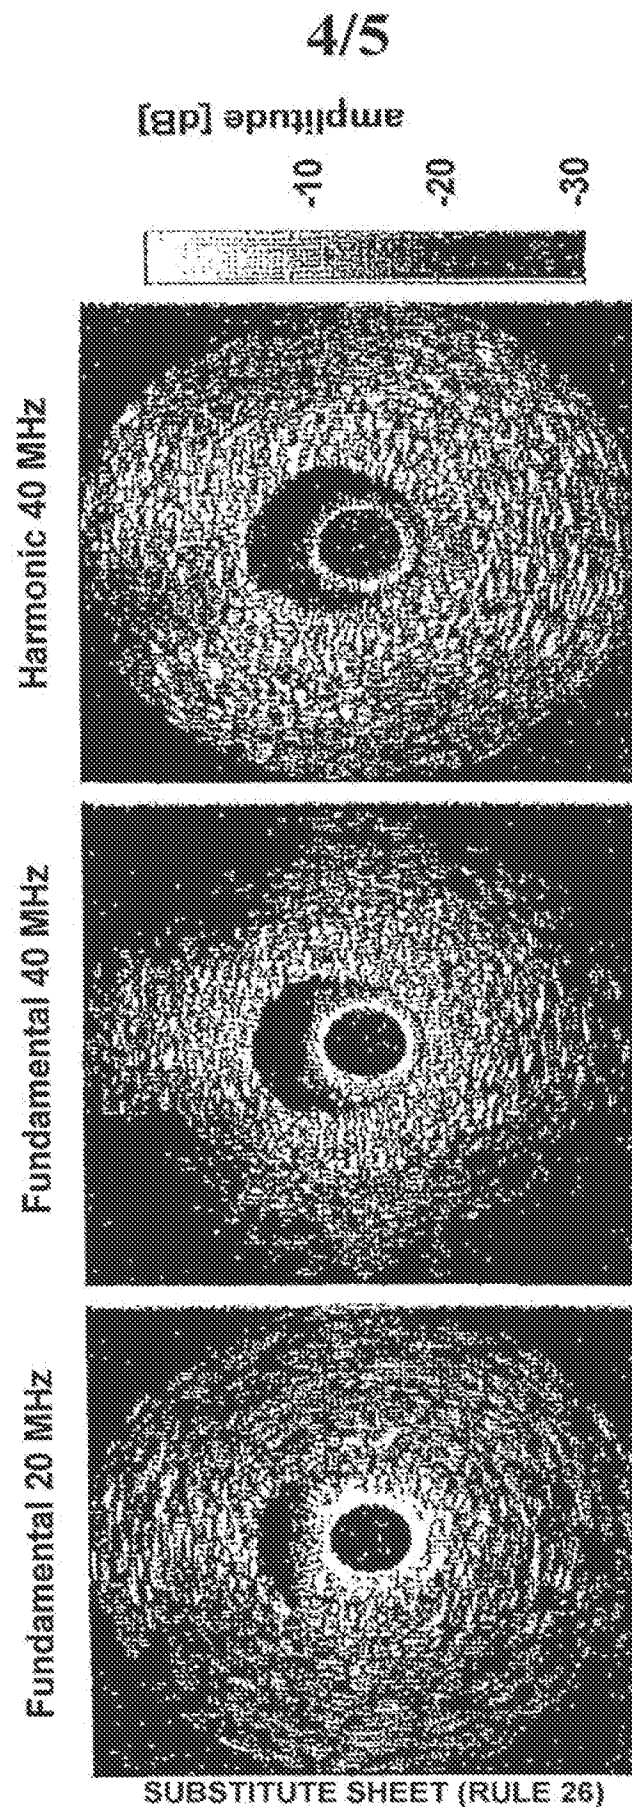 4/5
amplitude [dB]
-10
-20
-30
Harmonic 40 MHz
Fundamental 40 MHz
Fundamental 20 MHz
SUBSTITUTE SHEET (RULE 26)